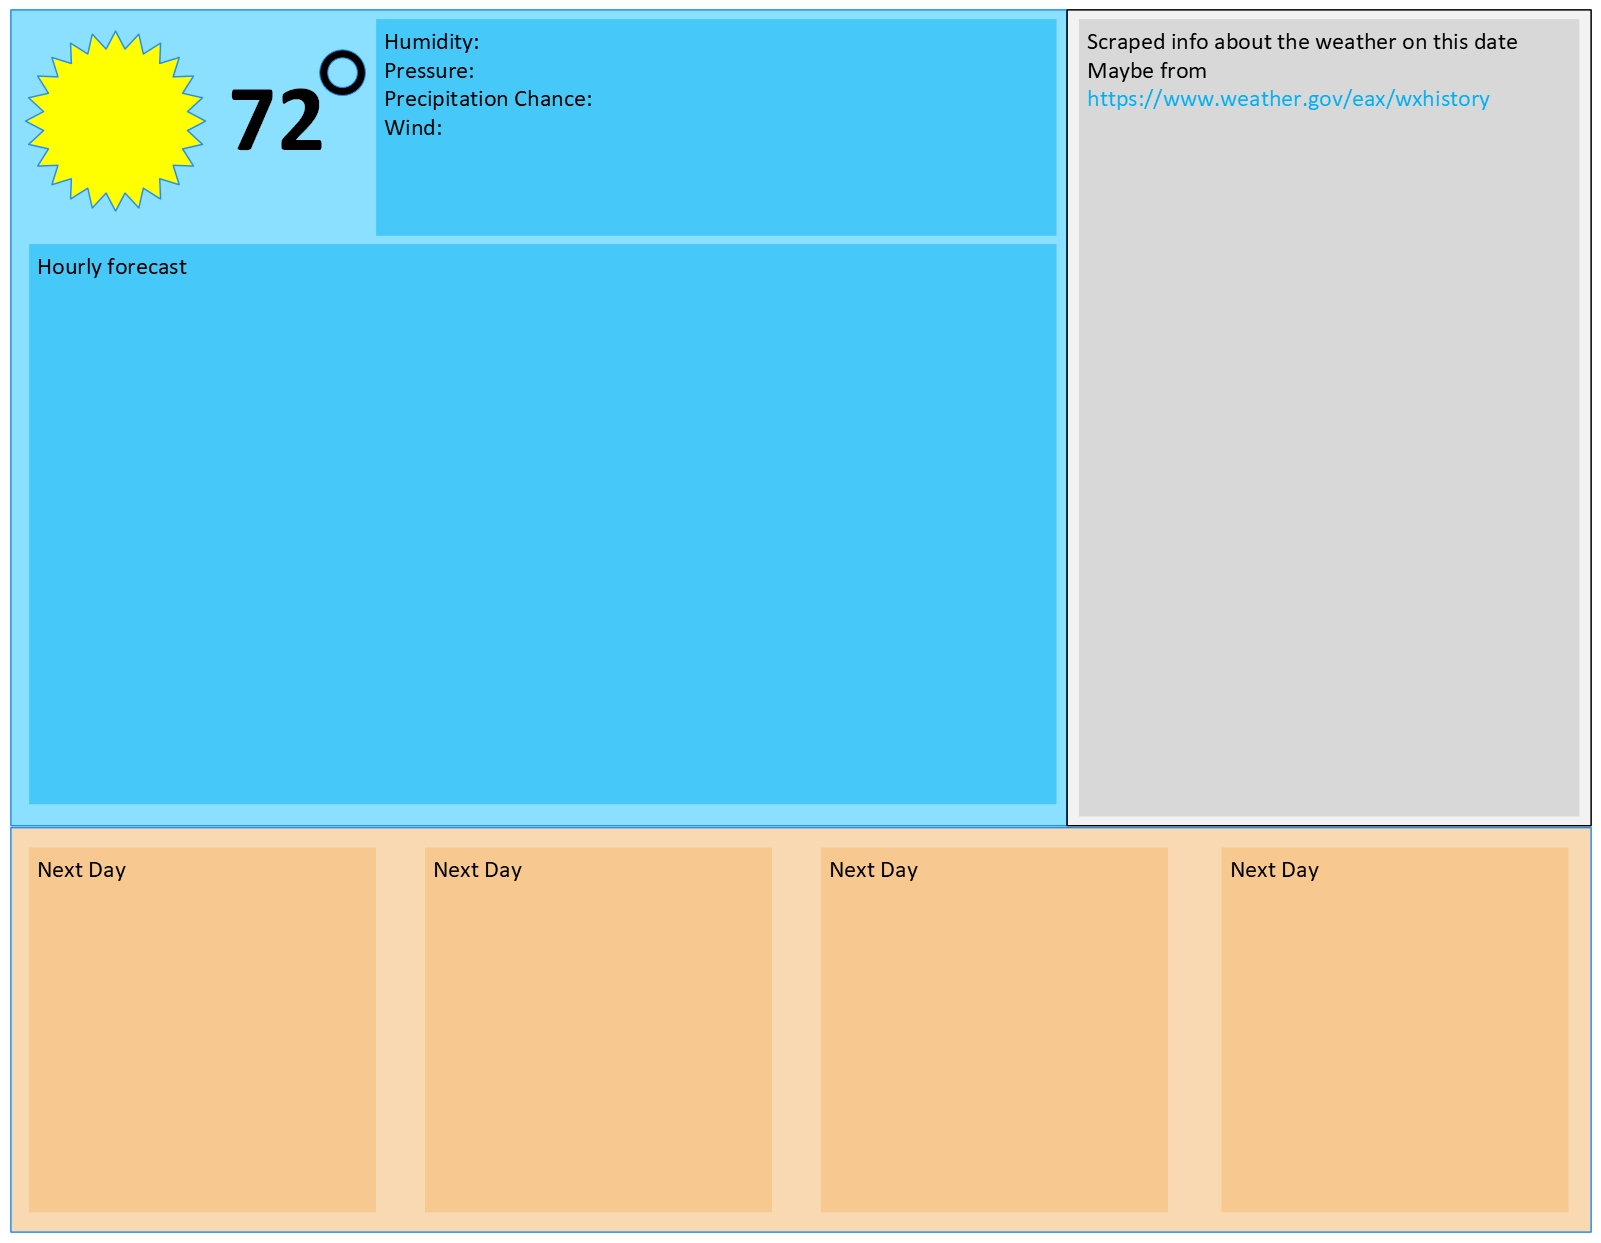 72°
Humidity:
Pressure:
Precipitation Chance:
Wind:
Hourly forecast
Scraped info about the weather on this date
Maybe from
https://www.weather.gov/eax/wxhistory
Next Day
Next Day
Next Day
Next Day